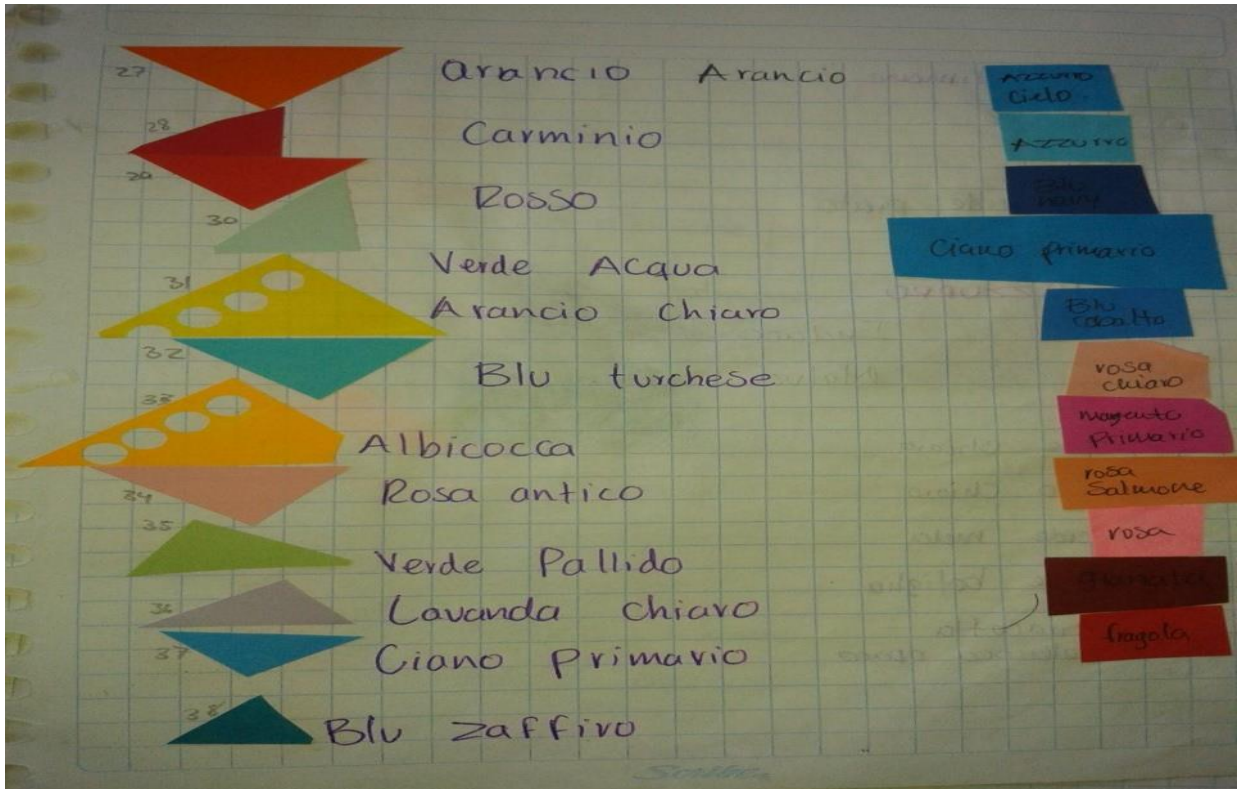 27 arancio Arancio
28 Carminio
29 Rosso
30 Verde Acqua
31 Arancio Chiaro
32 Blu turchese
33 Albicocca
34 Rosa antico
35 Verde Pallido
36 Lavanda chiaro
37 Ciano Primario
38 Blu zaffiro
Azzurro
Cielo
Azzurro
Blu
navy
Ciano primario
Blu
cobalto
rosa
chiaro
magenta
Primario
rosa
Salmone
rosa
fragola